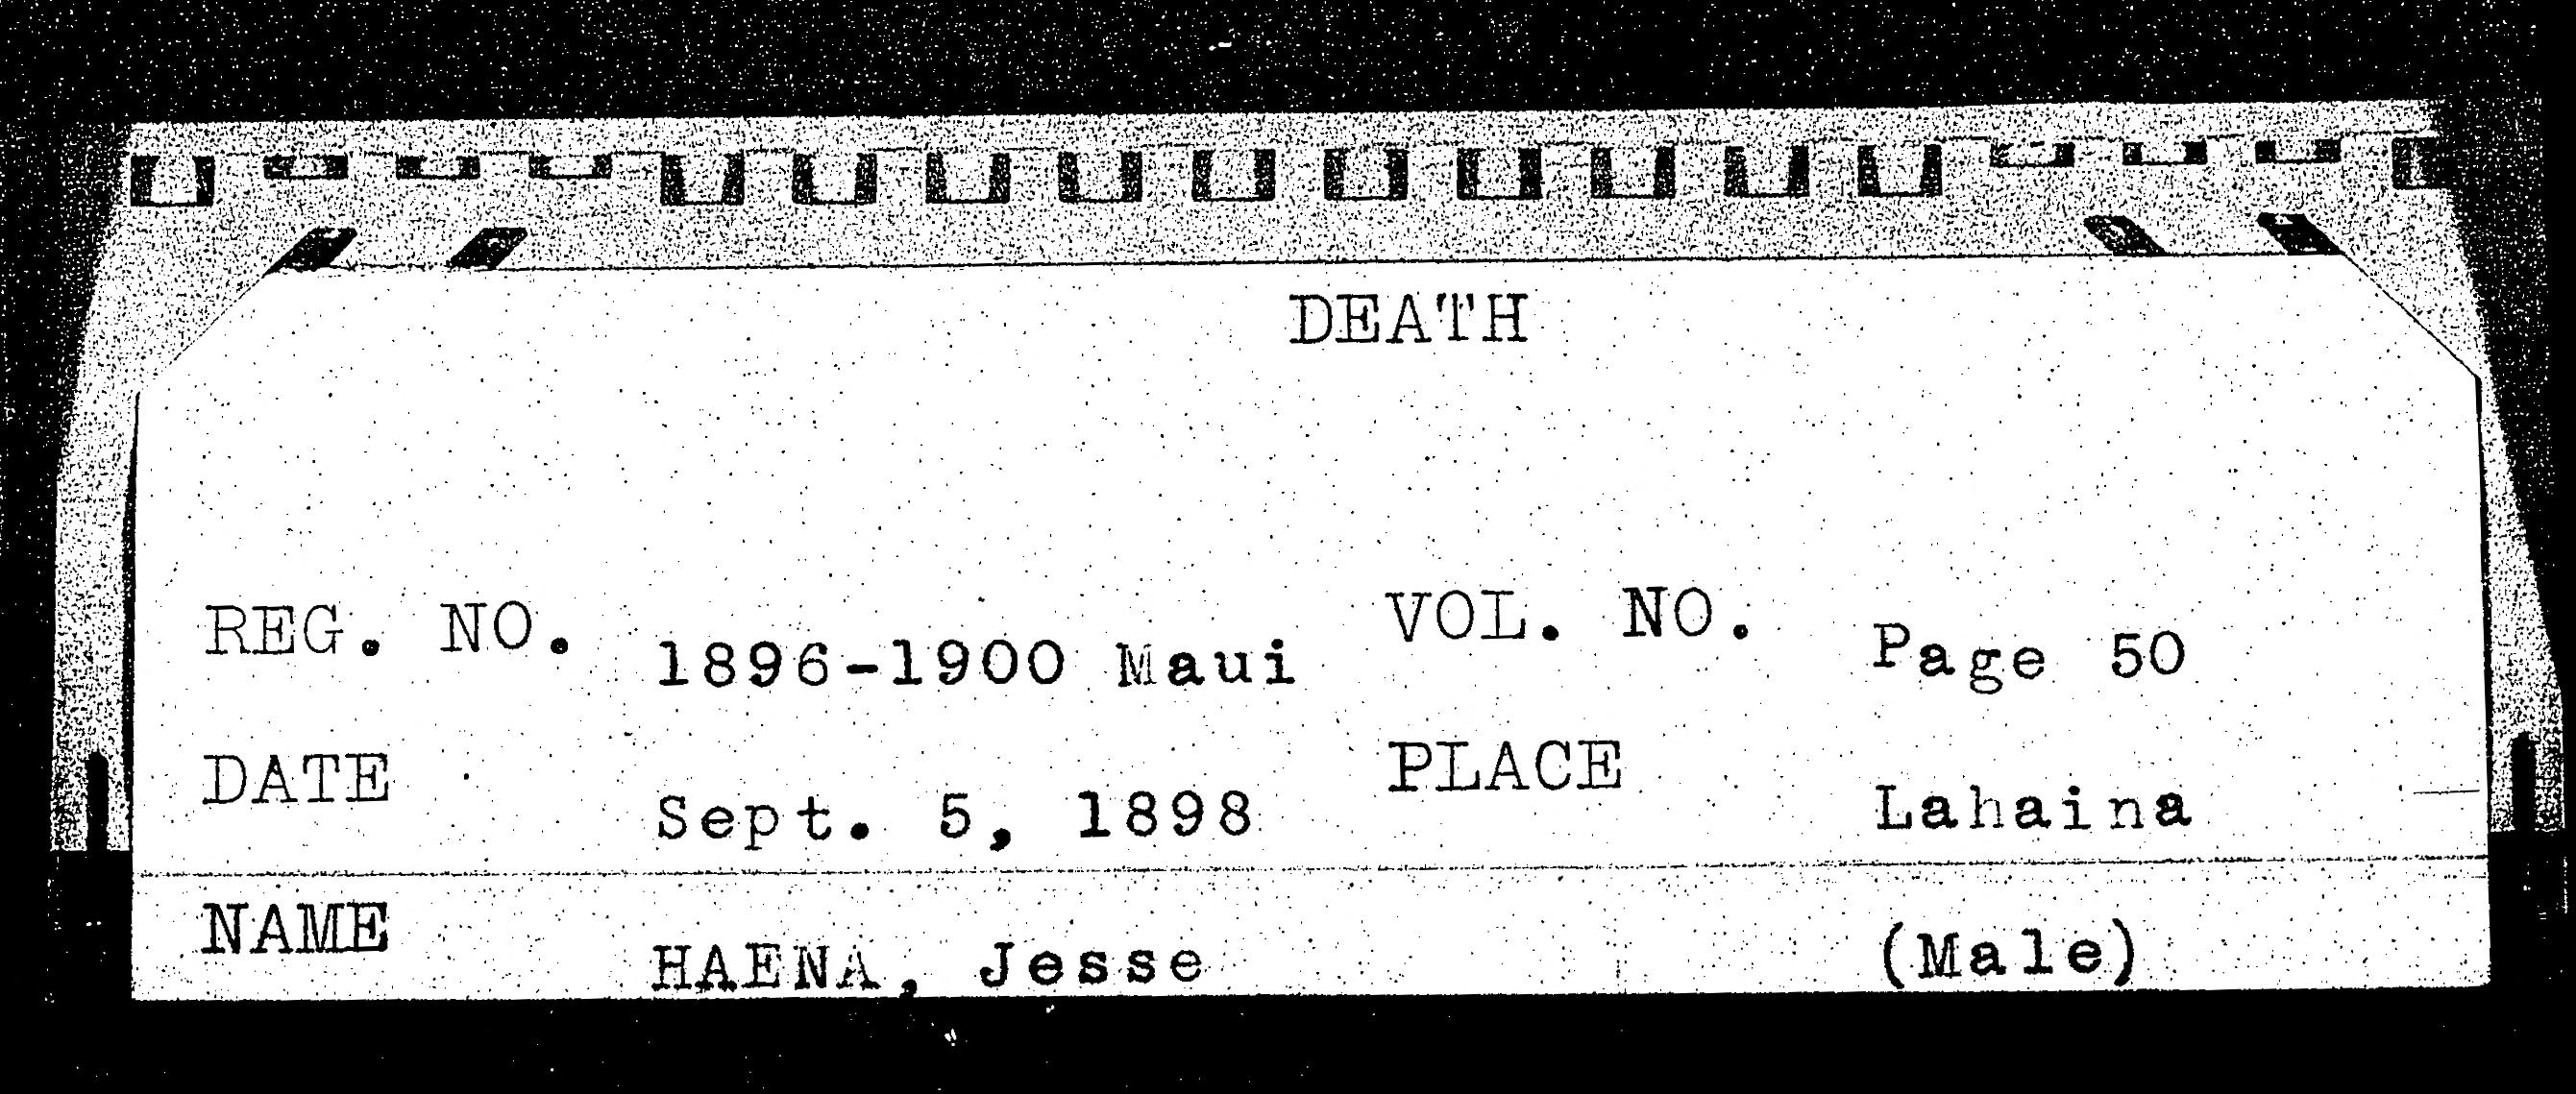 DEATH
REG. NO. 1896-1900 Maui VOL. NO. Page 50
DATE Sept. 5, 1898 PLACE Lahaina
NAME HAENA, Jesse (Male)